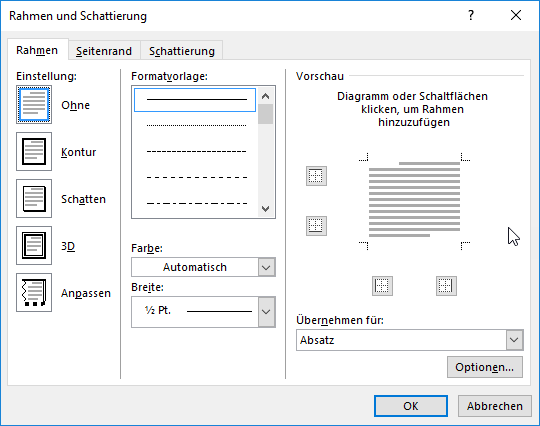 Rahmen und Schattierung
?
Rahmen
Seitenrand
Schattierung
Einstellung:
Ohne
Kontur
Schatten
3D
Anpassen
Formatvorlage:
Farbe:
Automatisch
Breite:
½ Pt.
Vorschau
Diagramm oder Schaltflächen
klicken, um Rahmen
hinzuzufügen
Übernehmen für:
Absatz
Optionen...
OK
Abbrechen